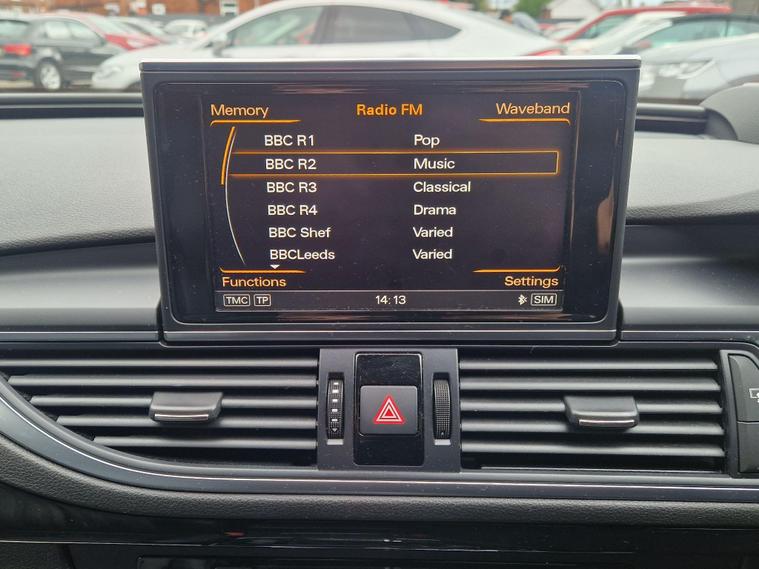 Memory Radio FM Waveband
BBC R1 Pop
BBC R2 Music
BBC R3 Classical
BBC R4 Drama
BBC Shef Varied
BBCLeeds Varied
Functions Settings
TMC TP 14:13 SIM